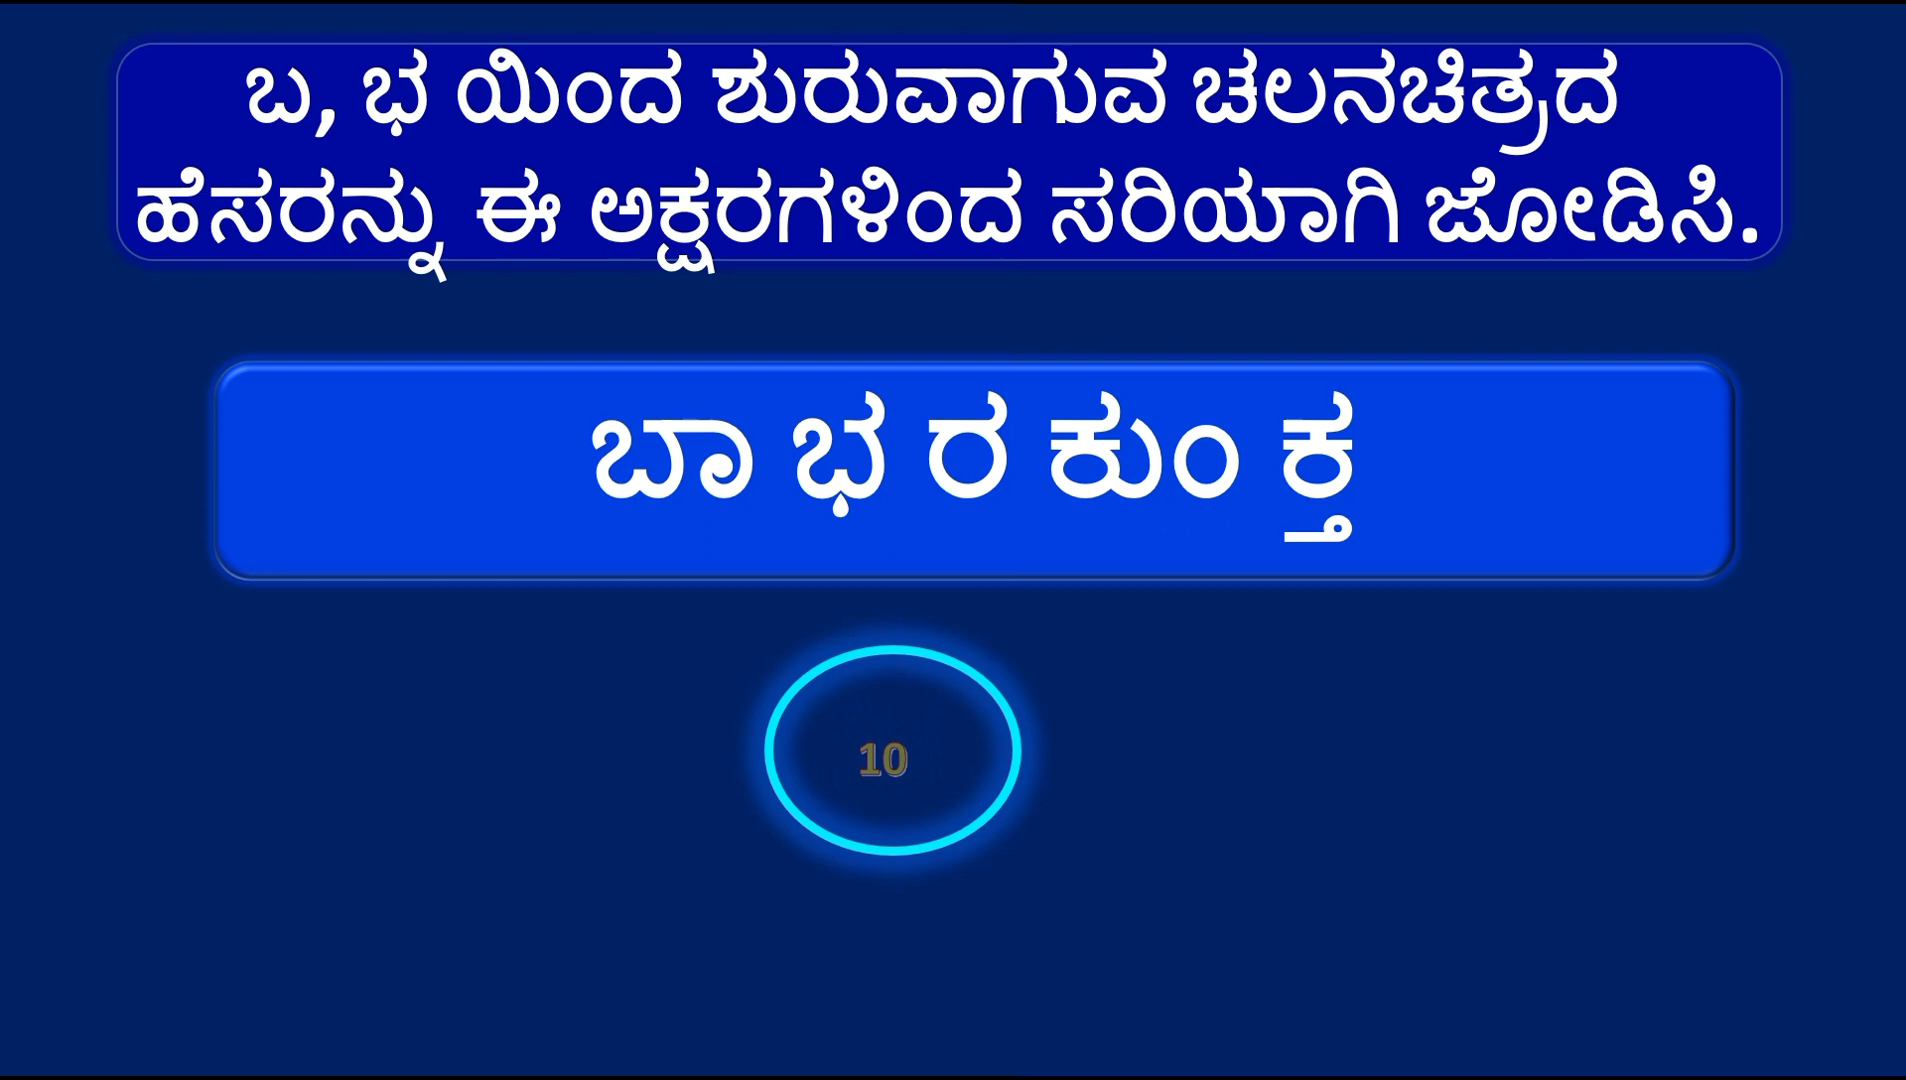 ಬ, ಭ ಯಿಂದ ಶುರುವಾಗುವ ಚಲನಚಿತ್ರದ
ಹೆಸರನ್ನು ಈ ಅಕ್ಷರಗಳಿಂದ ಸರಿಯಾಗಿ ಜೋಡಿಸಿ.
ಬಾ ಭ ರ ಕುಂ ಕ್ತ
10